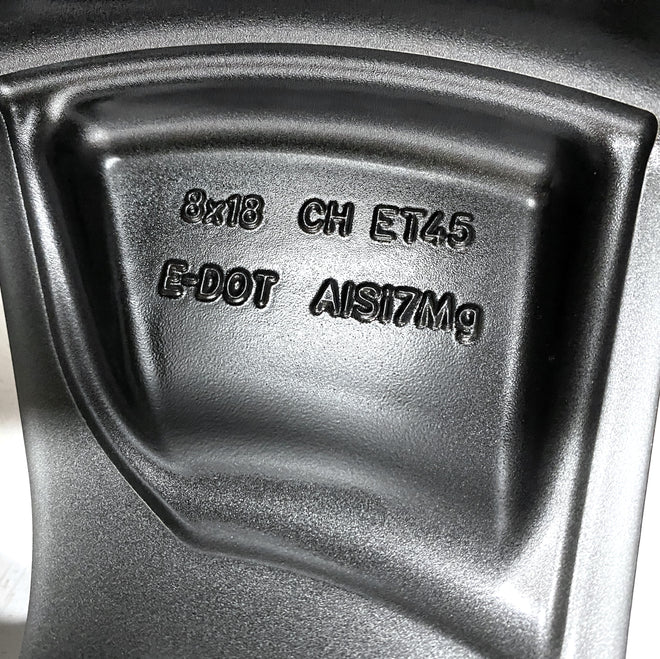 8x18 CH ET45
E-DOT AlSi7Mg